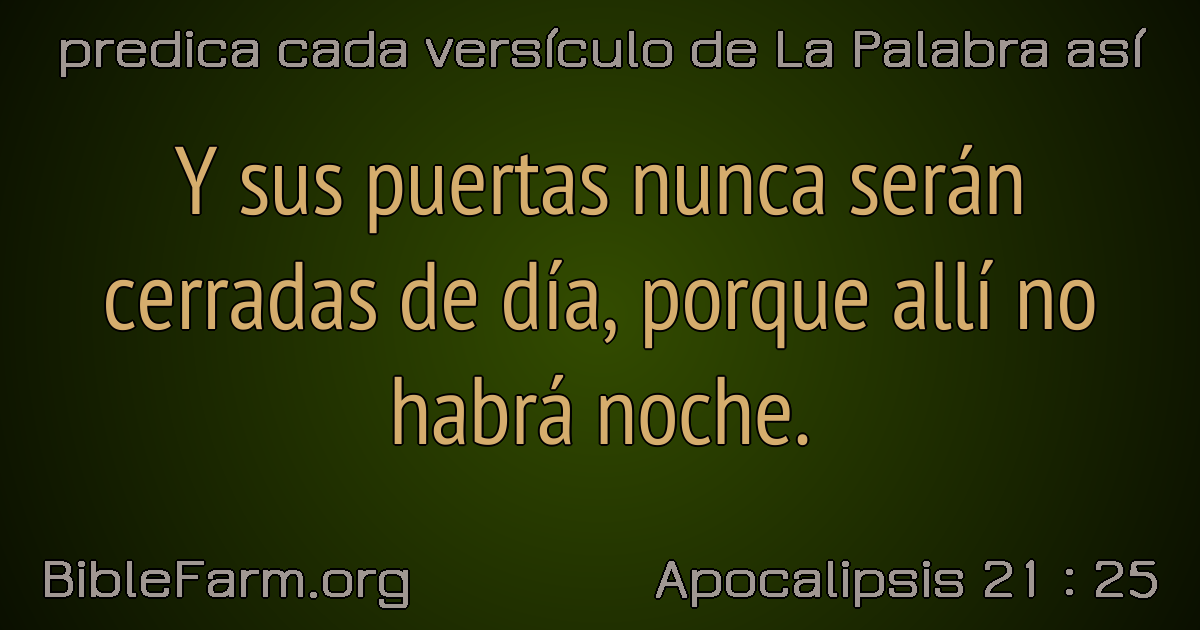 predica cada versículo de La Palabra así
Y sus puertas nunca serán
cerradas de día, porque allí no
habrá noche.
BibleFarm.org
Apocalipsis 21 : 25